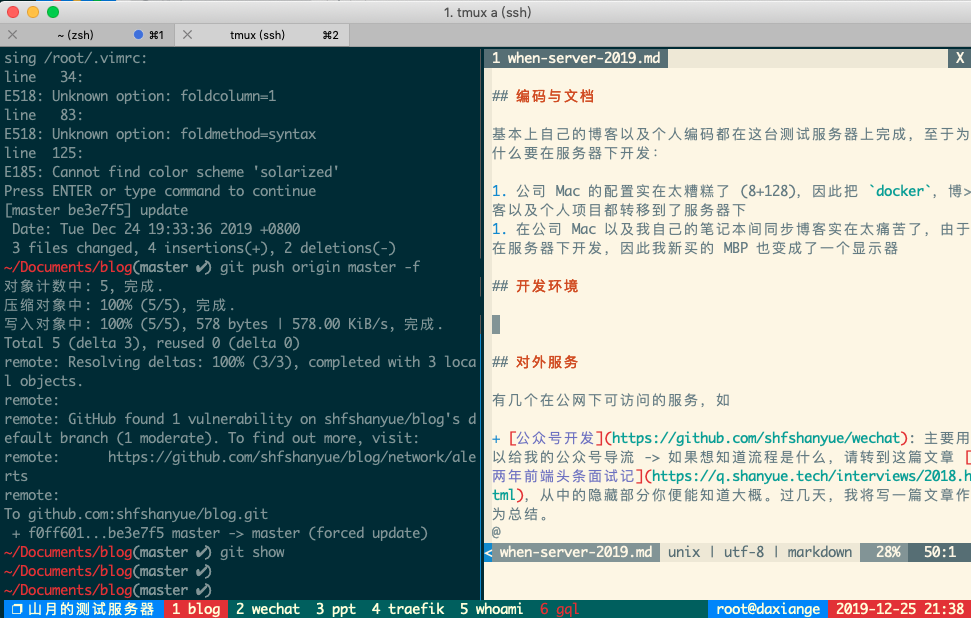 1. tmux a (ssh)
~ (zsh) ⌘1 tmux (ssh) ⌘2
sing /root/.vimrc:
line   34:
E518: Unknown option: foldcolumn=1
line   83:
E518: Unknown option: foldmethod=syntax
line  125:
E185: Cannot find color scheme 'solarized'
Press ENTER or type command to continue
[master be3e7f5] update
 Date: Tue Dec 24 19:33:36 2019 +0800
 3 files changed, 4 insertions(+), 2 deletions(-)
~/Documents/blog(master ✔) git push origin master -f
对象计数中: 5, 完成.
压缩对象中: 100% (5/5), 完成.
写入对象中: 100% (5/5), 578 bytes | 578.00 KiB/s, 完成.
Total 5 (delta 3), reused 0 (delta 0)
remote: Resolving deltas: 100% (3/3), completed with 3 loca
l objects.
remote:
remote: GitHub found 1 vulnerability on shfshanyue/blog's d
efault branch (1 moderate). To find out more, visit:
remote:      https://github.com/shfshanyue/blog/network/ale
rts
remote:
To github.com:shfshanyue/blog.git
 + f0ff601...be3e7f5 master -> master (forced update)
~/Documents/blog(master ✔) git show
~/Documents/blog(master ✔)
~/Documents/blog(master ✔)
1 when-server-2019.md X
## 编码与文档
基本上自己的博客以及个人编码都在这台测试服务器上完成，至于为
什么要在服务器下开发：
1. 公司 Mac 的配置实在太糟糕了 (8+128)，因此把 `docker`，博>
客以及个人项目都转移到了服务器下
1. 在公司 Mac 以及我自己的笔记本间同步博客实在太痛苦了，由于
在服务器下开发，因此我新买的 MBP 也变成了一个显示器
## 开发环境
## 对外服务
有几个在公网下可访问的服务，如
+ [公众号开发](https://github.com/shfshanyue/wechat): 主要用
以给我的公众号导流 -> 如果想知道流程是什么，请转到这篇文章 [
两年前端头条面试记](https://q.shanyue.tech/interviews/2018.h
tml)，从中的隐藏部分你便能知道大概。过几天，我将写一篇文章作
为总结。
@
< when-server-2019.md unix | utf-8 | markdown 28% 50:1
❐ 山月的测试服务器 1 blog 2 wechat 3 ppt 4 traefik 5 whoami 6 gql root@daxiange 2019-12-25 21:38